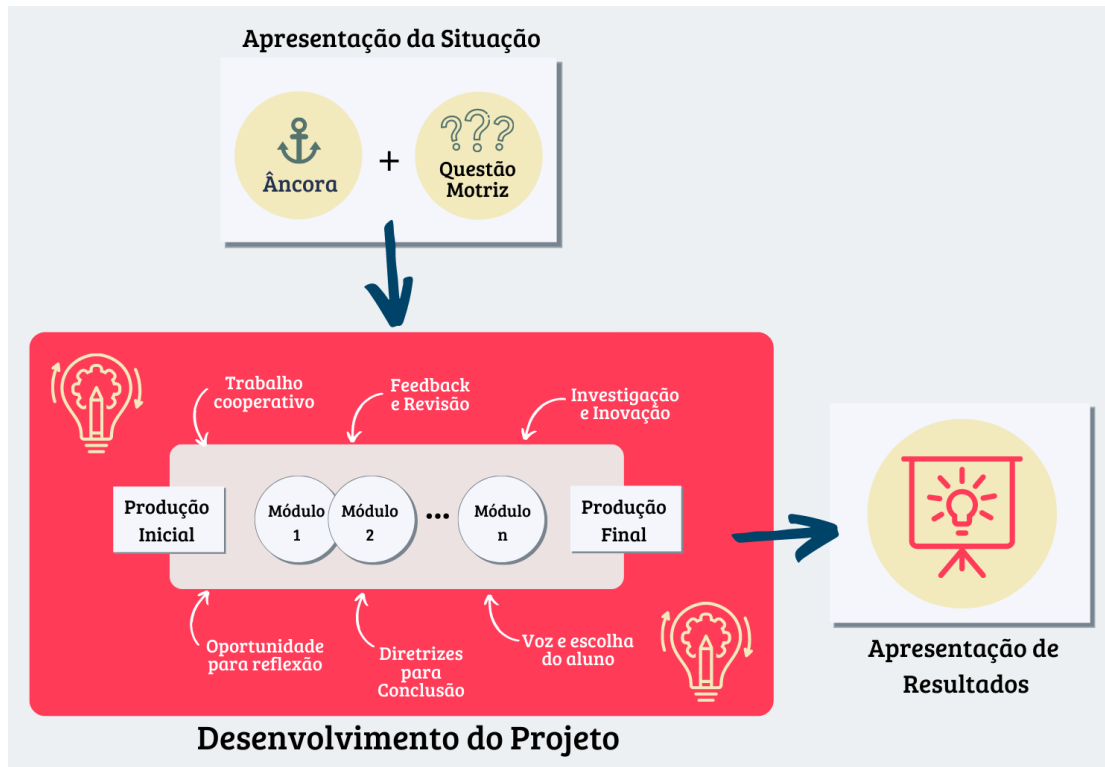 Apresentação da Situação
Âncora
+
???
Questão
Motriz
Trabalho
cooperativo
Feedback
e Revisão
Investigação
e Inovação
Produção
Inicial
Módulo
1
Módulo
2
...
Módulo
n
Produção
Final
Oportunidade
para reflexão
Diretrizes
para
Conclusão
Voz e escolha
do aluno
Desenvolvimento do Projeto
Apresentação de
Resultados